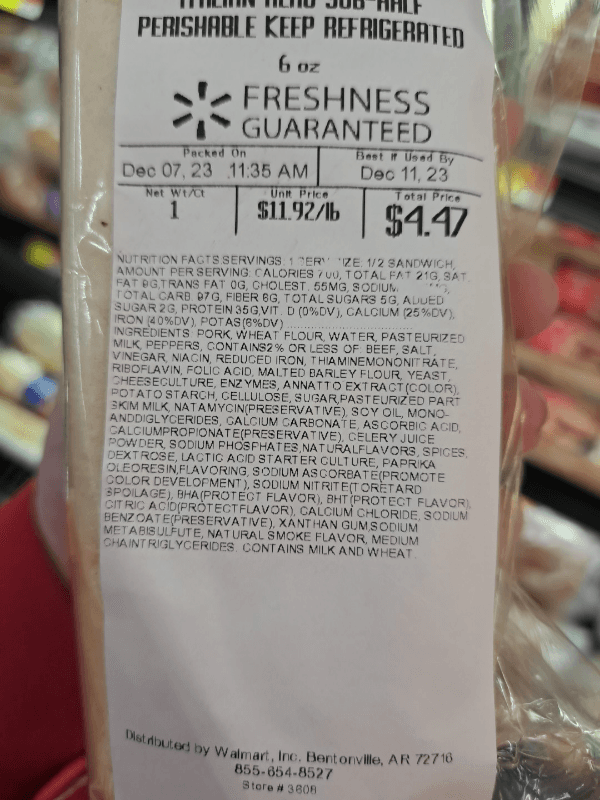 PERISHABLE KEEP REFRIGERATED
6 oz
FRESHNESS
GUARANTEED
Packed On
Best If Used By
Dec 07, 23 11:35 AM
Dec 11, 23
Net Wt/Ct
Unit Price
Total Price
1
$11.92/lb
$4.47
NUTRITION FACTS SERVINGS: 1 1/2 SANDWICH,
AMOUNT PER SERVING: CALORIES TOTAL FAT 21G, SAT.
FAT 9G, TRANS FAT 0G, CHOLEST. 55MG, SODIUM
TOTAL CARB. 97G, FIBER 6G, TOTAL SUGARS 5G, ADDED
SUGAR 2G, PROTEIN 35G, VIT. D (0%DV), CALCIUM (25%DV),
IRON (40%DV), POTAS(6%DV)
INGREDIENTS: PORK, WHEAT FLOUR, WATER, PASTEURIZED
MILK, PEPPERS, CONTAINS2% OR LESS OF: BEEF, SALT,
VINEGAR, NIACIN, REDUCED IRON, THIAMINEMONONITRATE,
RIBOFLAVIN, FOLIC ACID, MALTED BARLEY FLOUR, YEAST,
CHEESECULTURE, ENZYMES, ANNATTO EXTRACT(COLOR),
POTATO STARCH, CELLULOSE, SUGAR,PASTEURIZED PART
SKIM MILK, NATAMYCIN(PRESERVATIVE), SOY OIL, MONO-
ANDDIGLYCERIDES, CALCIUM CARBONATE, ASCORBIC ACID,
CALCIUMPROPIONATE(PRESERVATIVE), CELERY JUICE
POWDER, SODIUM PHOSPHATES,NATURALFLAVORS, SPICES,
DEXTROSE, LACTIC ACID STARTER CULTURE, PAPRIKA
OLEORESIN,FLAVORING, SODIUM ASCORBATE(PROMOTE
COLOR DEVELOPMENT), SODIUM NITRITE(TORETARD
SPOILAGE), BHA(PROTECT FLAVOR), BHT(PROTECT FLAVOR),
CITRIC ACID(PROTECTFLAVOR), CALCIUM CHLORIDE, SODIUM
BENZOATE(PRESERVATIVE), XANTHAN GUM,SODIUM
METABISULFUTE, NATURAL SMOKE FLAVOR, MEDIUM
CHAINTRIGLYCERIDES. CONTAINS MILK AND WHEAT.
Distributed by Walmart, Inc. Bentonville, AR 72716
855-654-8527
Store # 3608